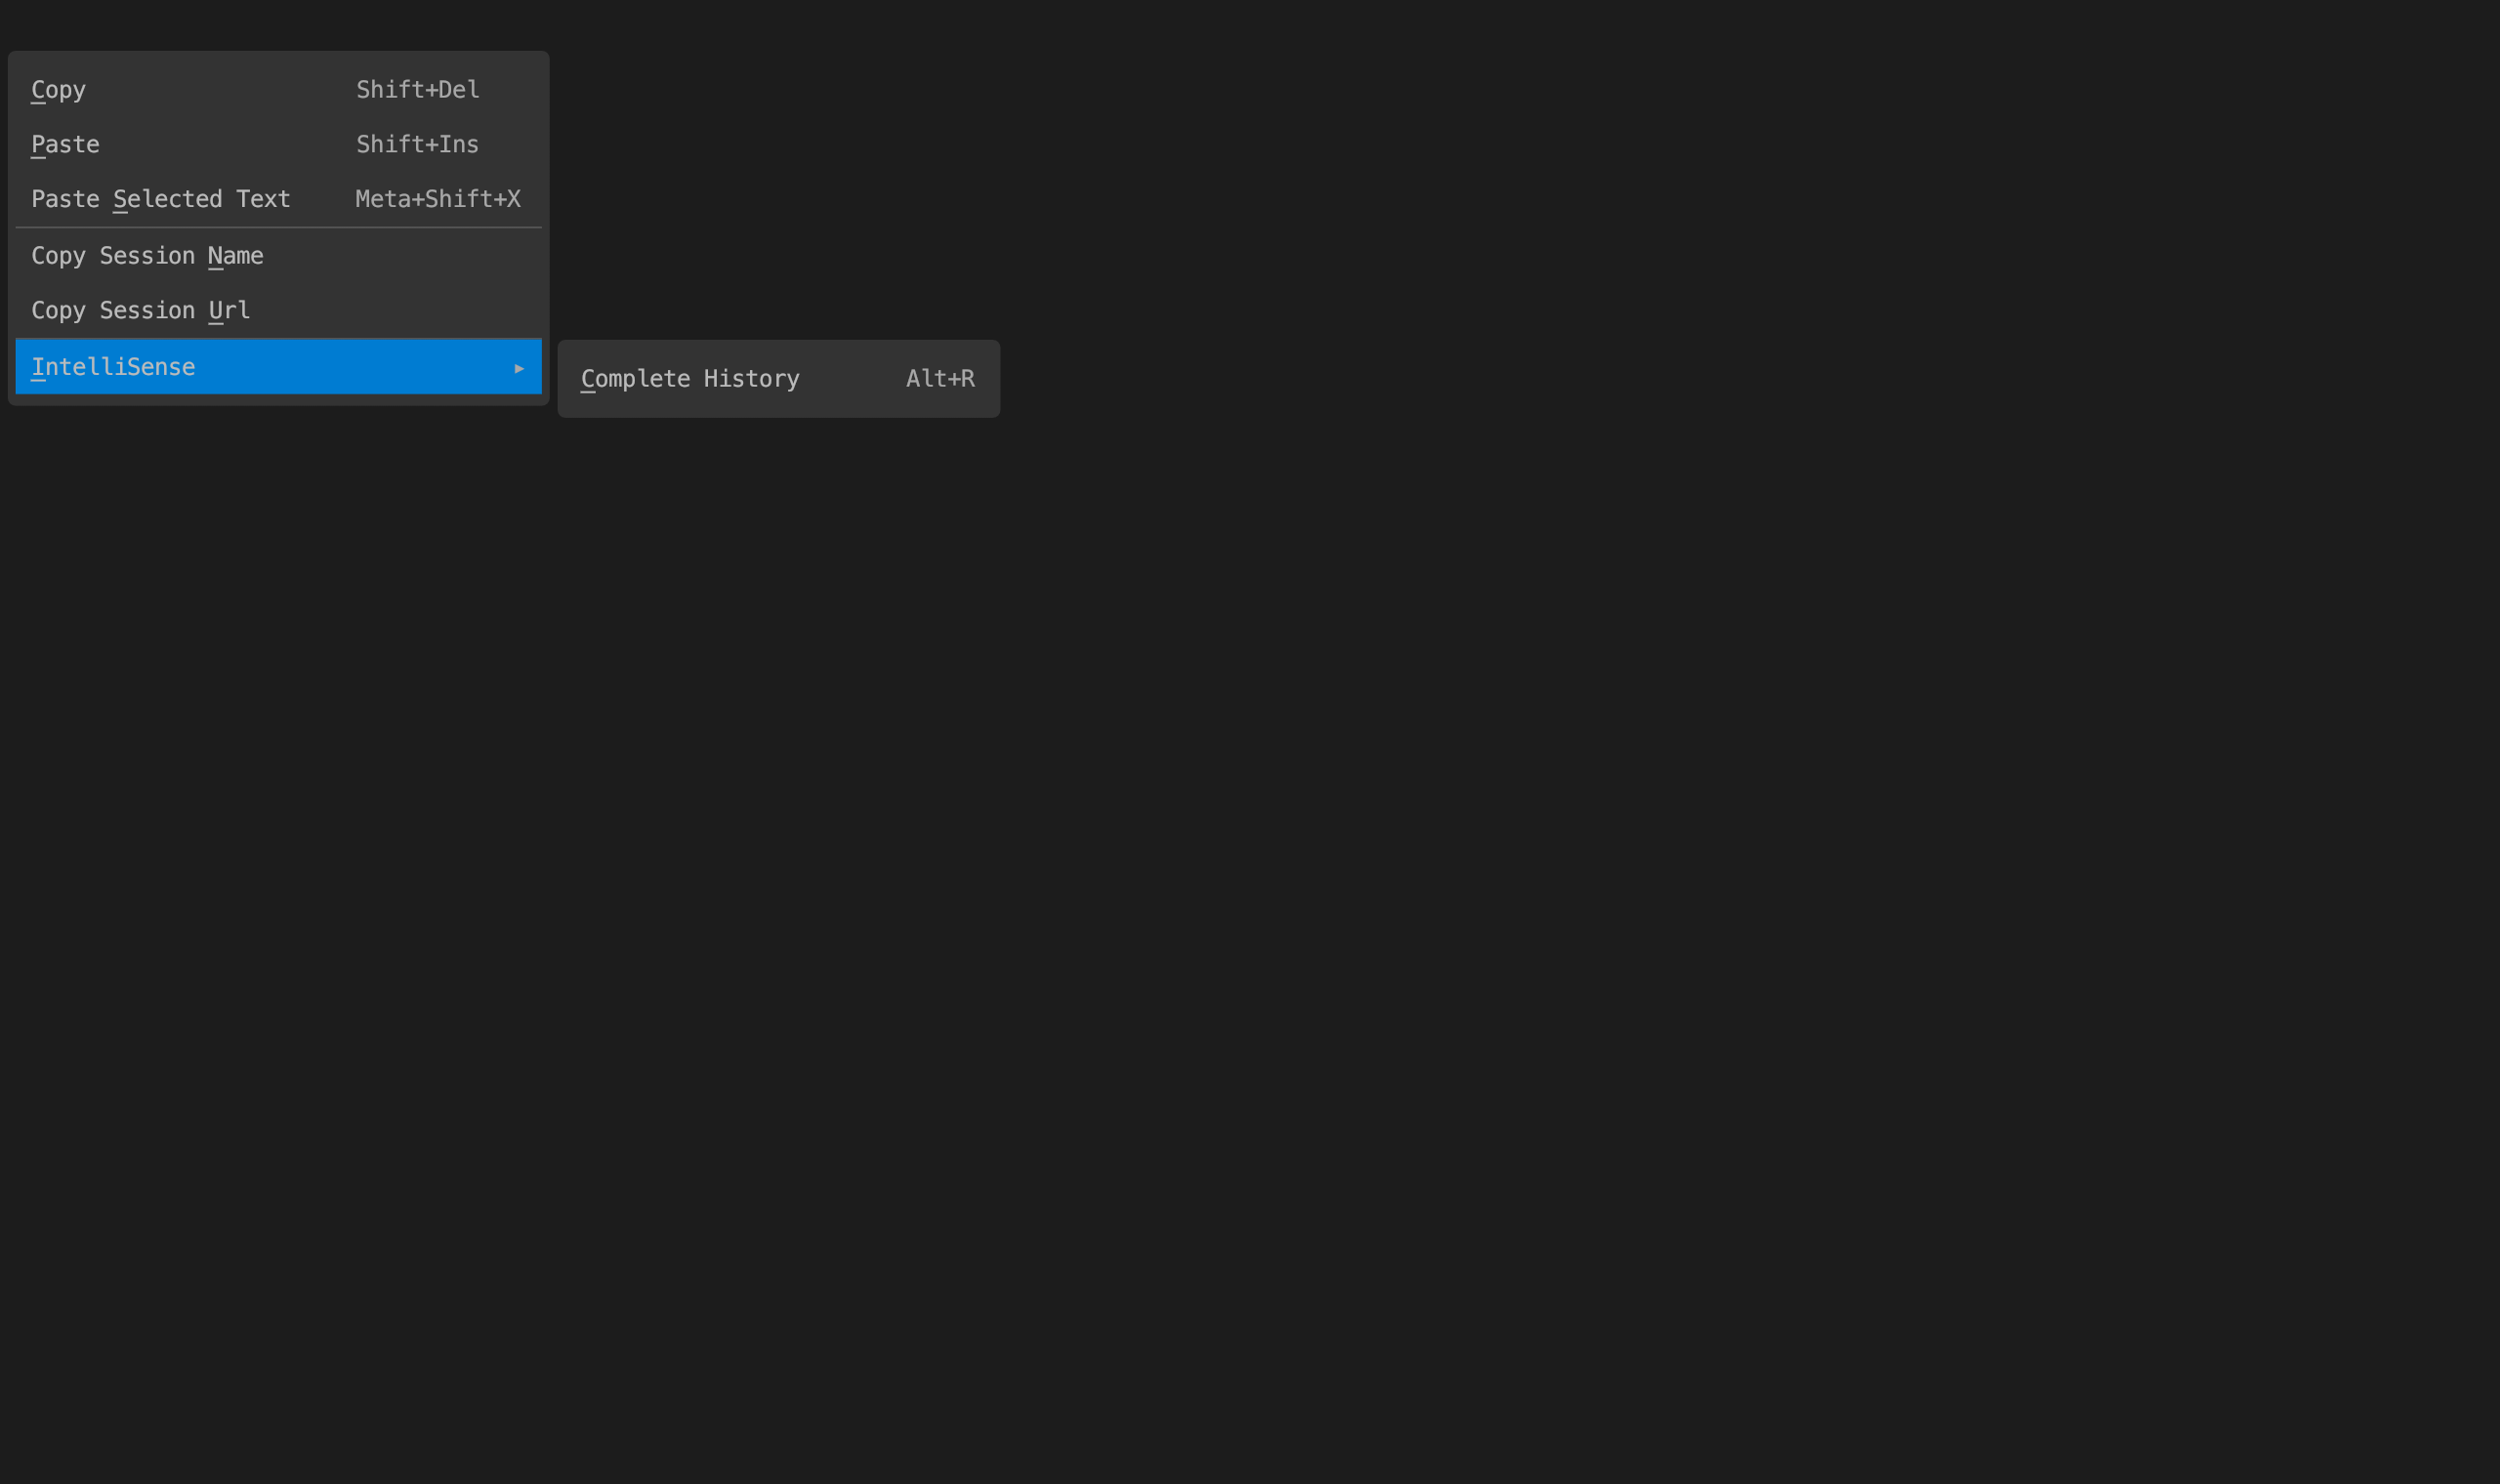 Copy Shift+Del
Paste Shift+Ins
Paste Selected Text Meta+Shift+X
Copy Session Name
Copy Session Url
IntelliSense ▸
Complete History Alt+R